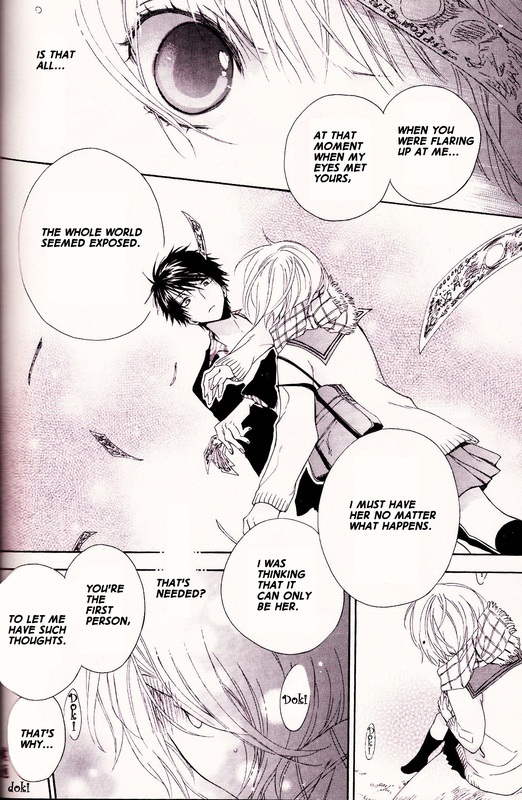 WHEN YOU
WERE FLARING
UP AT ME...
AT THAT
MOMENT
WHEN MY
EYES MET
YOURS,
IS THAT
ALL...
THE WHOLE WORLD
SEEMED EXPOSED.
I MUST HAVE
HER NO MATTER
WHAT HAPPENS.
I WAS
THINKING
THAT IT
CAN ONLY
BE HER.
THAT'S
NEEDED?
YOU'RE
THE
FIRST
PERSON,
TO LET ME
HAVE SUCH
THOUGHTS.
THAT'S
WHY...
Doki
Doki
Doki
doki